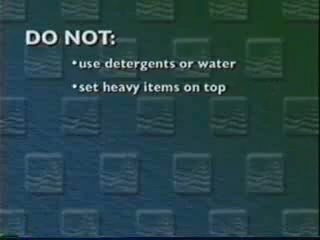 DO NOT:
•use detergents or water
•set heavy items on top